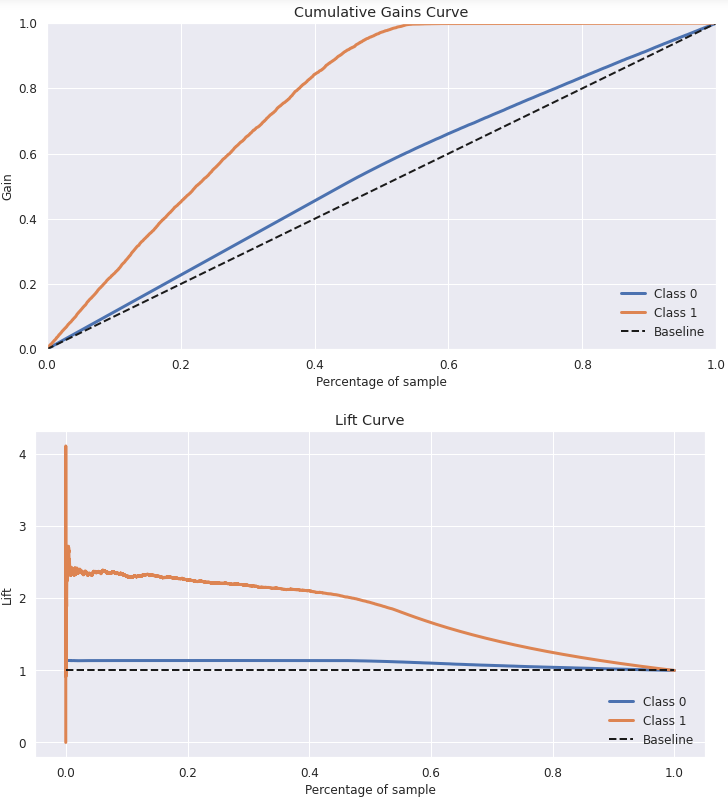 Cumulative Gains Curve
1.0
0.8
0.6
0.4
0.2
0.0
Gain
Class 0
Class 1
Baseline
0.0 0.2 0.4 0.6 0.8 1.0
Percentage of sample
Lift Curve
4
3
2
1
0
Lift
Class 0
Class 1
Baseline
0.0 0.2 0.4 0.6 0.8 1.0
Percentage of sample